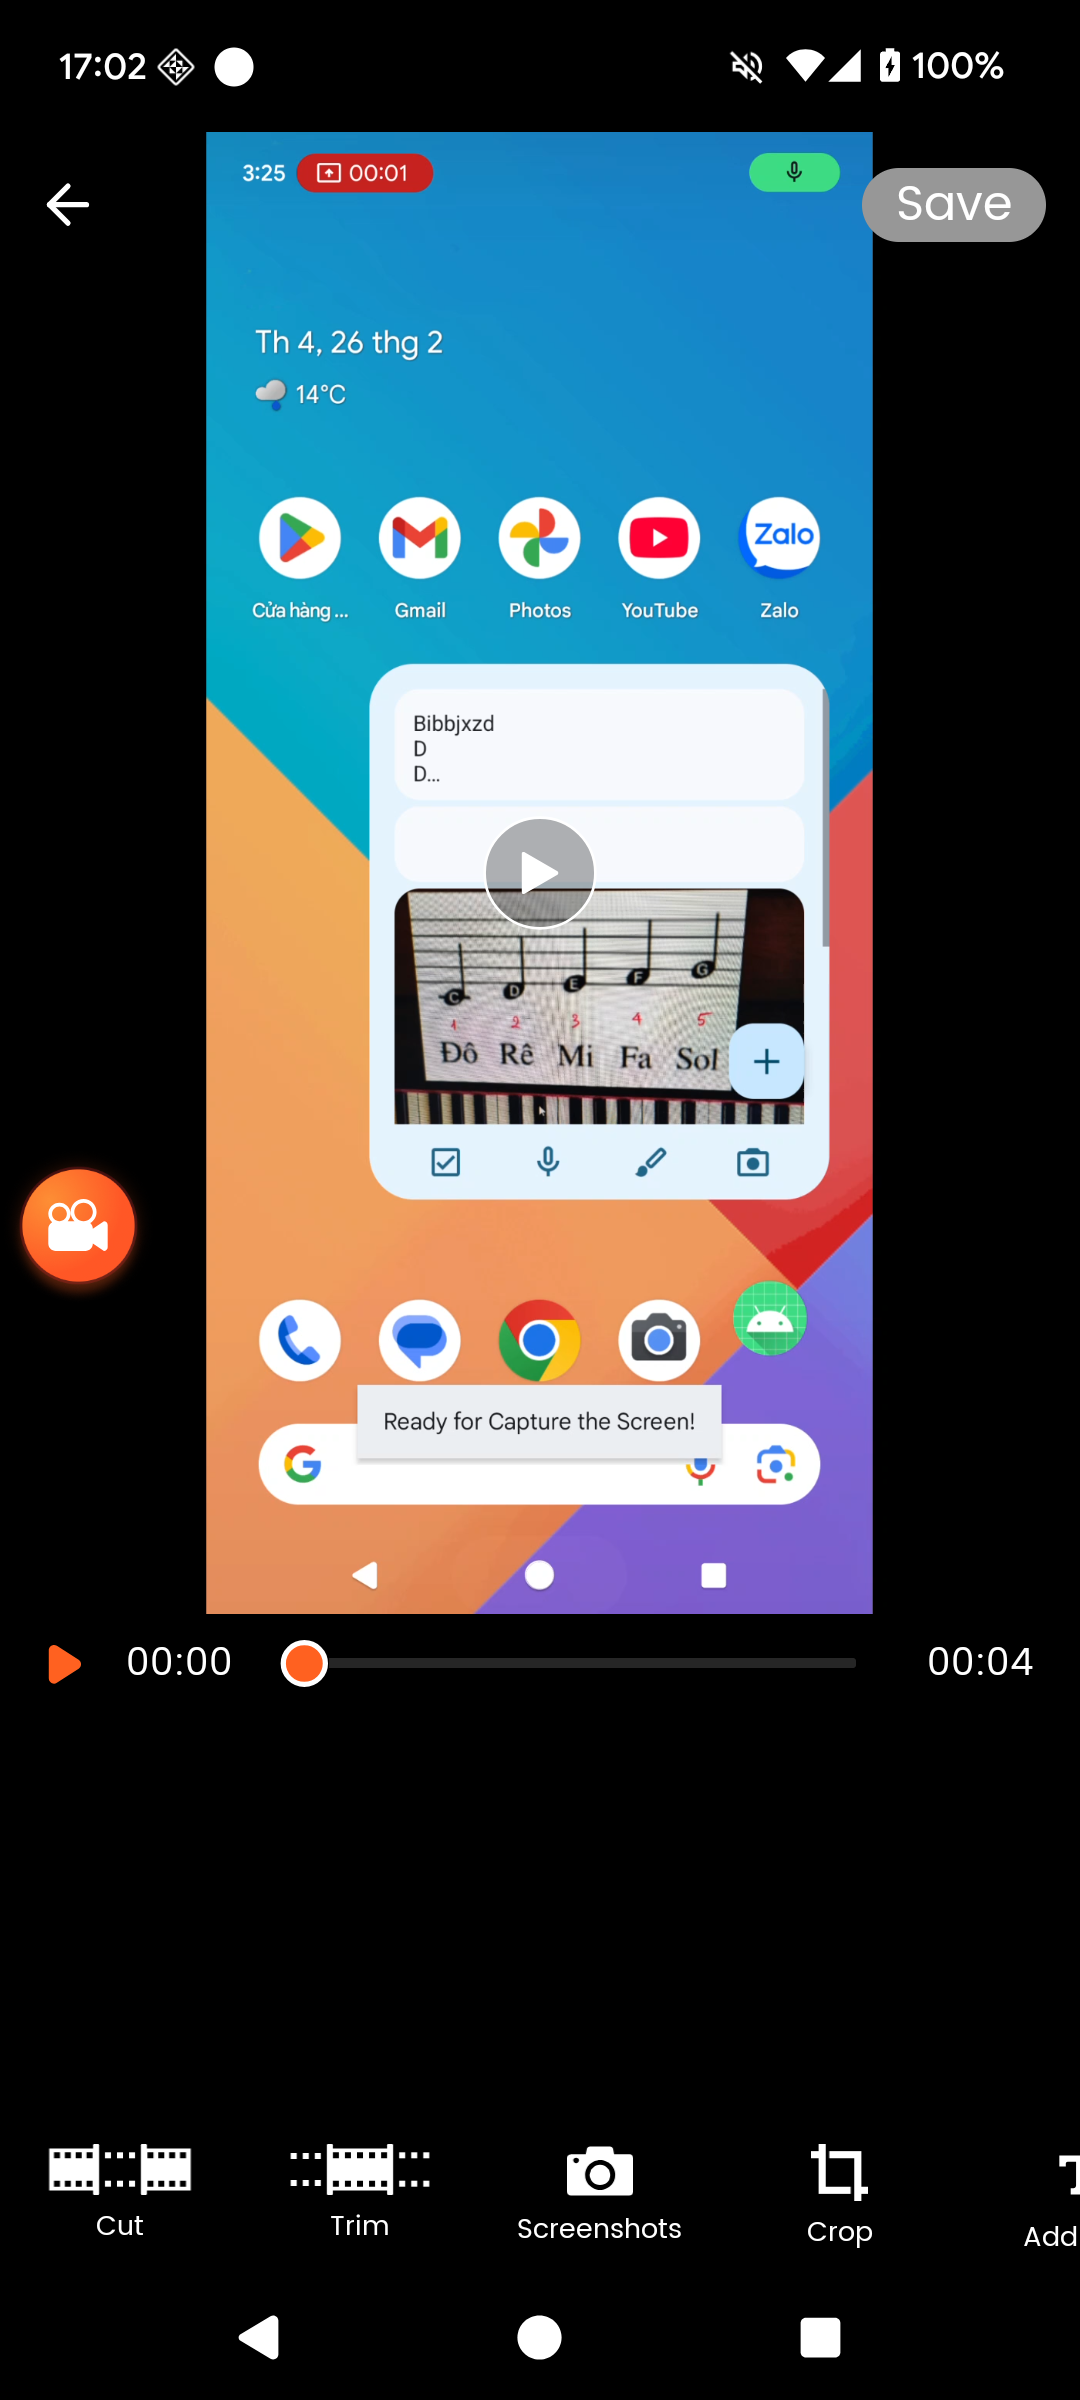 17:02
100%
3:25
00:01
Save
Th 4, 26 thg 2
14°C
Cửa hàng ...
Gmail
Photos
YouTube
Zalo
Zalo
Bibbjxzd
D
D...
C D E F G
1 2 3 4 5
Đô Rê Mi Fa Sol
Ready for Capture the Screen!
00:00
00:04
Cut
Trim
Screenshots
Crop
Add